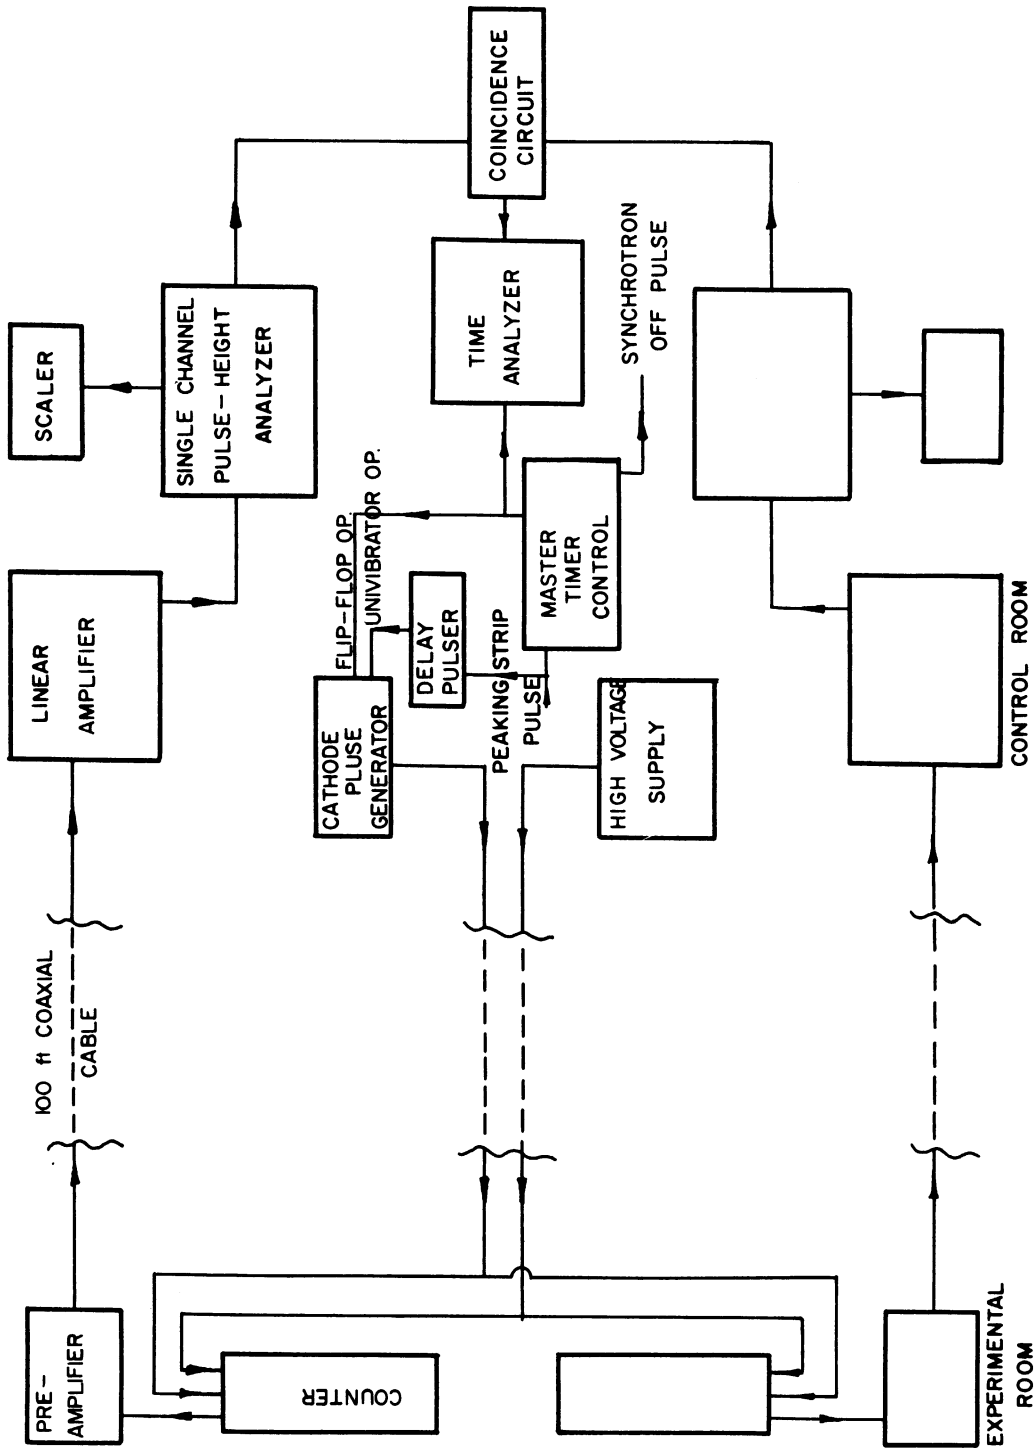 PRE-
AMPLIFIER
100 ft COAXIAL
CABLE
LINEAR
AMPLIFIER
SCALER
SINGLE CHANNEL
PULSE-HEIGHT
ANALYZER
COUNTER
CATHODE
PLUSE
GENERATOR
FLIP-FLOP OP.
UNIVIBRATOR OP.
DELAY
PULSER
PEAKING STRIP
PULSE
TIME
ANALYZER
COINCIDENCE
CIRCUIT
MASTER
TIMER
CONTROL
SYNCHROTRON
OFF PULSE
HIGH VOLTAGE
SUPPLY
EXPERIMENTAL
ROOM
CONTROL ROOM